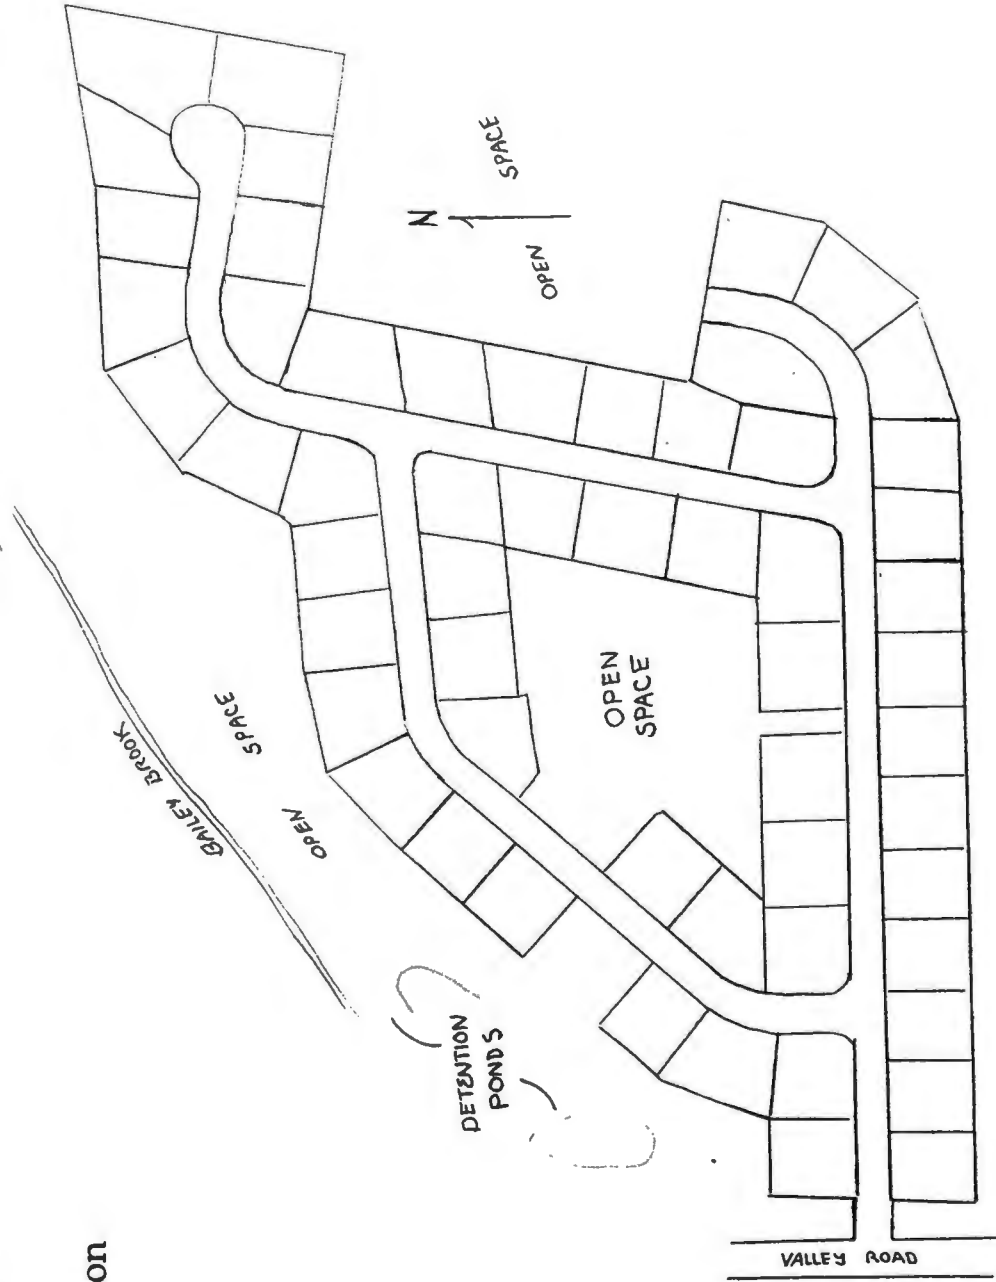 SPACE
N
OPEN
OPEN
SPACE
BAILEY BROOK
SPACE
OPEN
DETENTION
PONDS
on
VALLEY ROAD